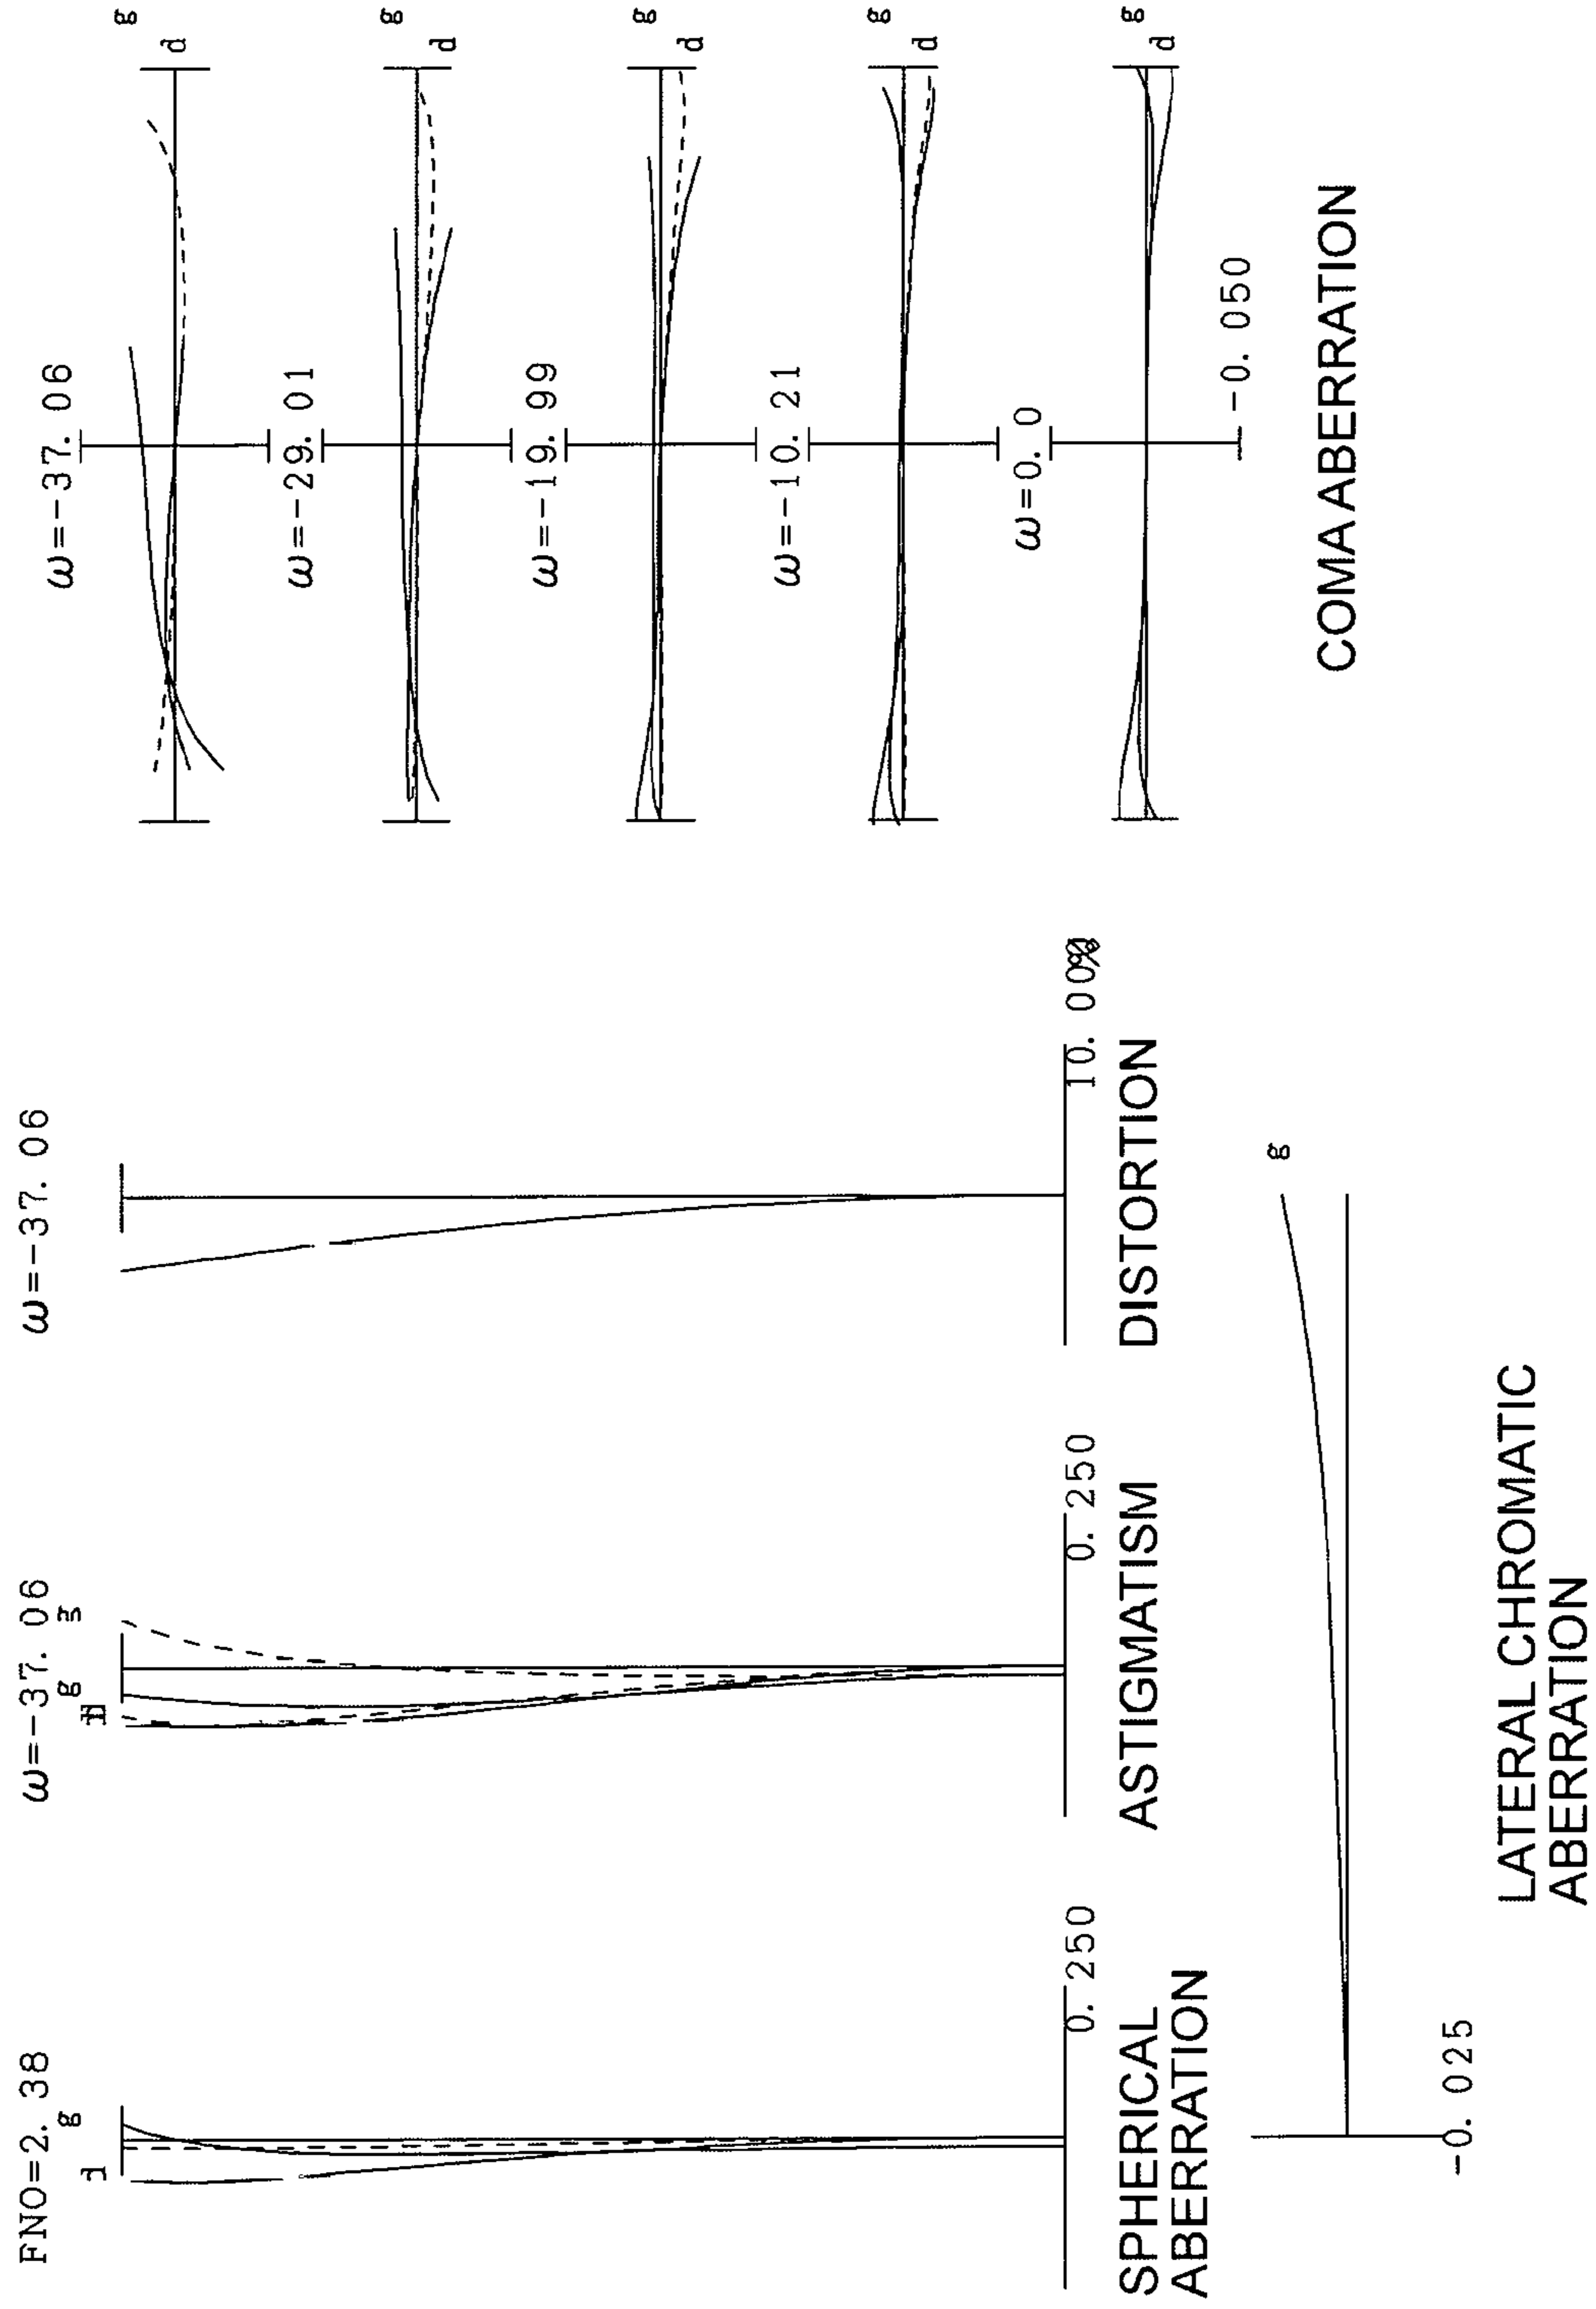 FNO=2. 38
g
d
0. 250
SPHERICAL
ABERRATION
ω=-37. 06
g
g
0. 250
ASTIGMATISM
ω=-37. 06
10. 00%
DISTORTION
g
-0. 025
LATERAL CHROMATIC
ABERRATION
ω=-37. 06
g
d
ω=-29. 01
g
d
ω=-19. 99
g
d
ω=-10. 21
g
d
ω=0. 0
g
d
-0. 050
COMA ABERRATION